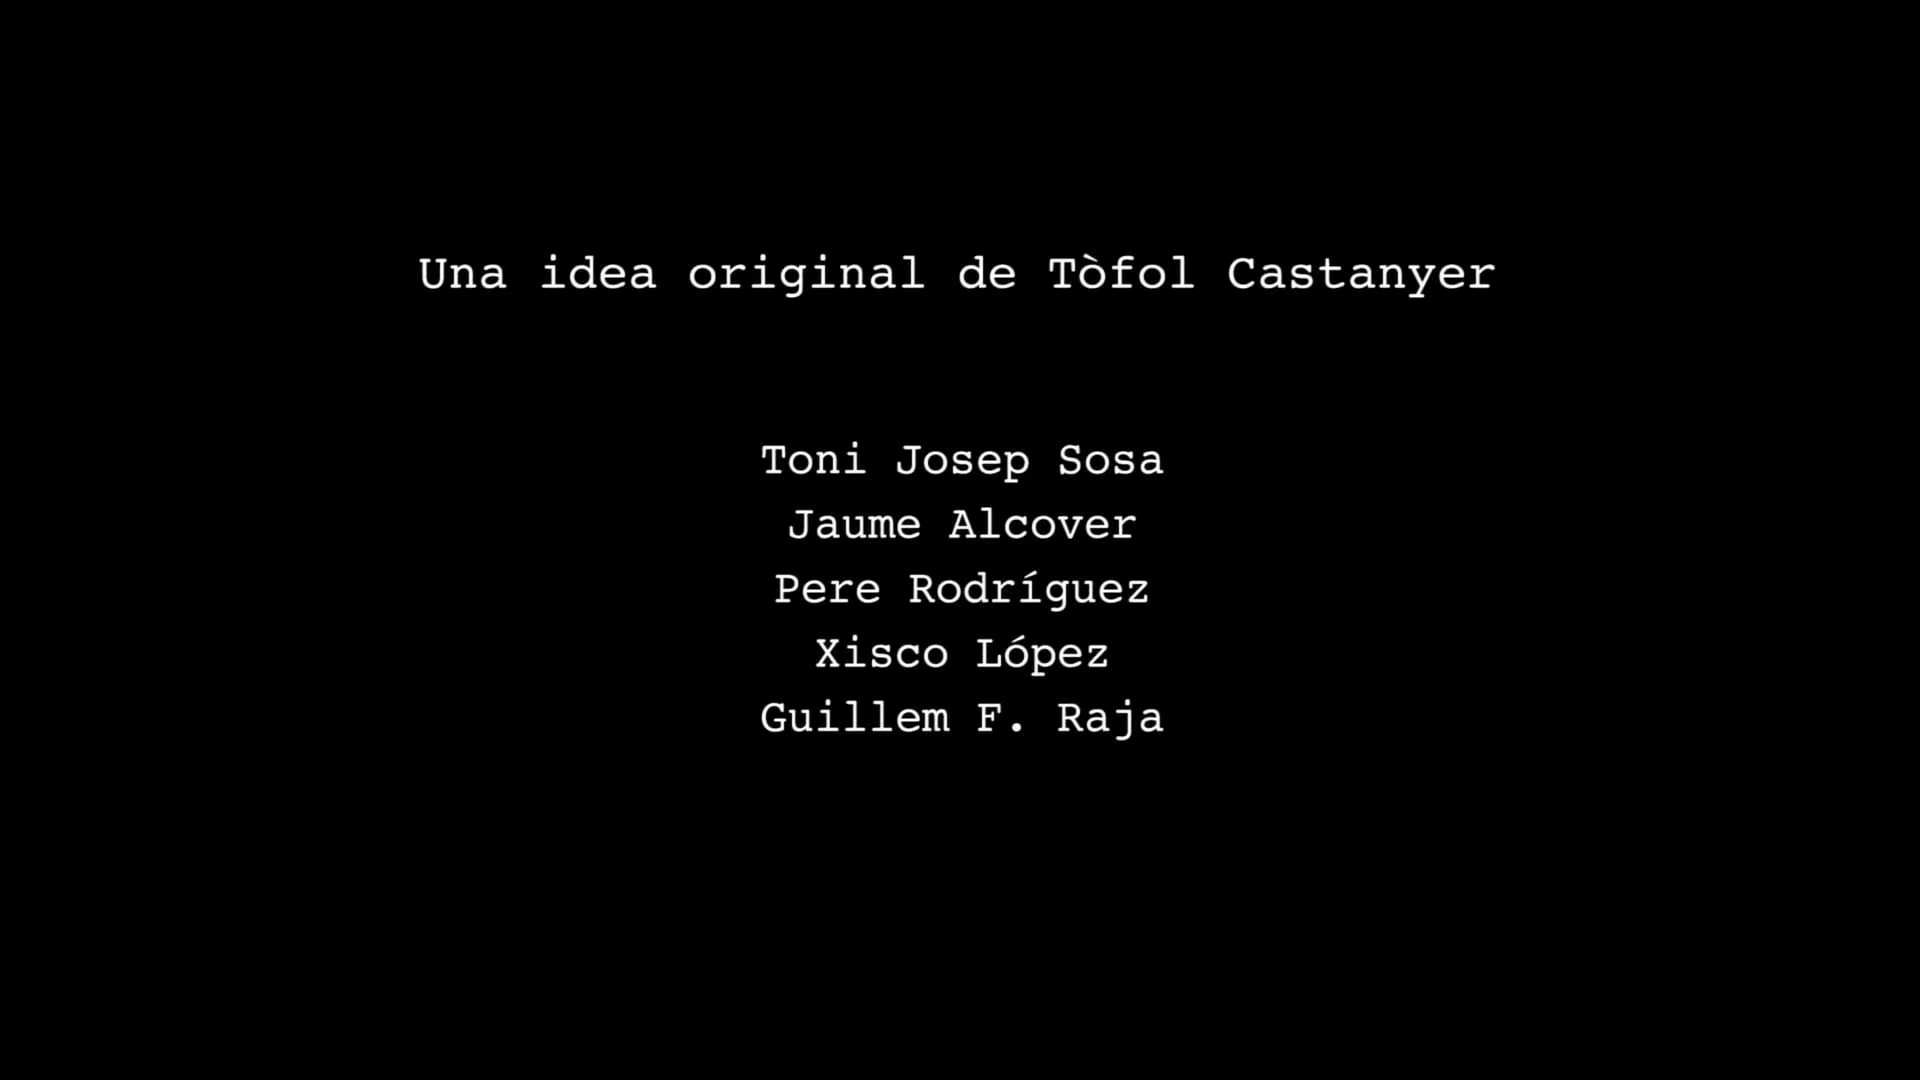 Una idea original de Tòfol Castanyer
Toni Josep Sosa
Jaume Alcover
Pere Rodríguez
Xisco López
Guillem F. Raja